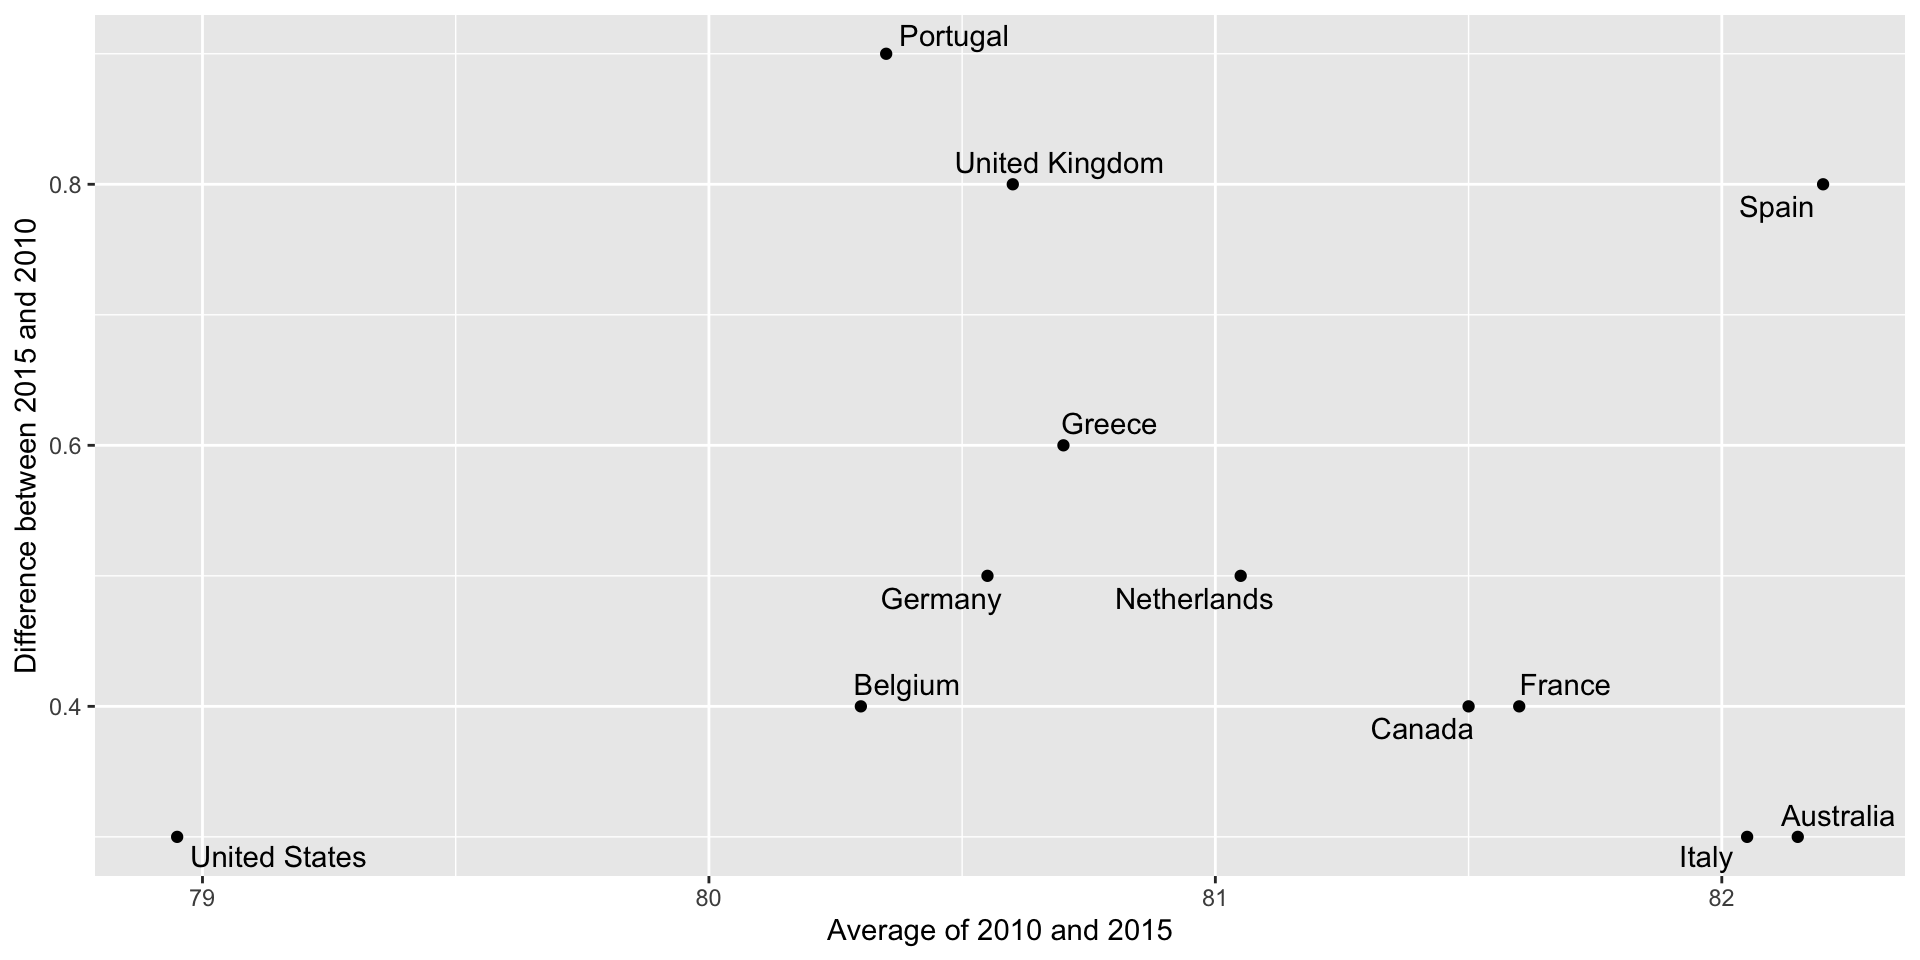 Portugal
United Kingdom
0.8
Spain
Difference between 2015 and 2010
Greece
0.6
Germany
Netherlands
Belgium
France
0.4
Canada
Australia
United States
Italy
79
80
81
82
Average of 2010 and 2015